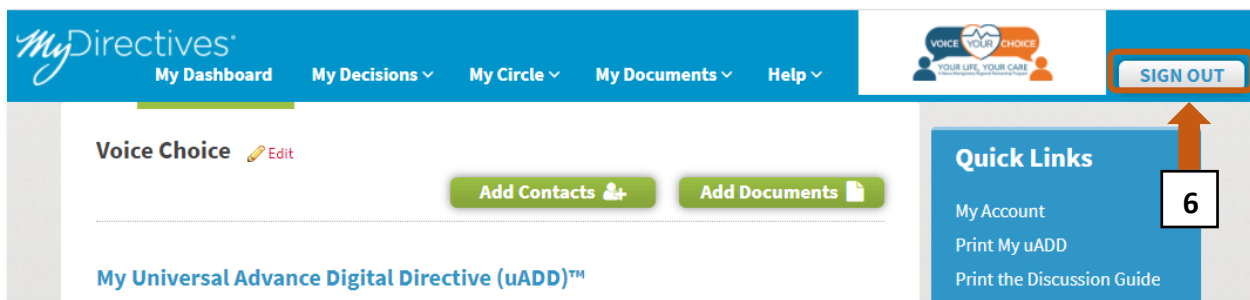 MyDirectives
My Dashboard
My Decisions
My Circle
My Documents
Help
VOICE YOUR CHOICE
YOUR LIFE, YOUR CARE
SIGN OUT
Voice Choice
Edit
Add Contacts
Add Documents
My Universal Advance Digital Directive (uADD)™
Quick Links
6
My Account
Print My uADD
Print the Discussion Guide